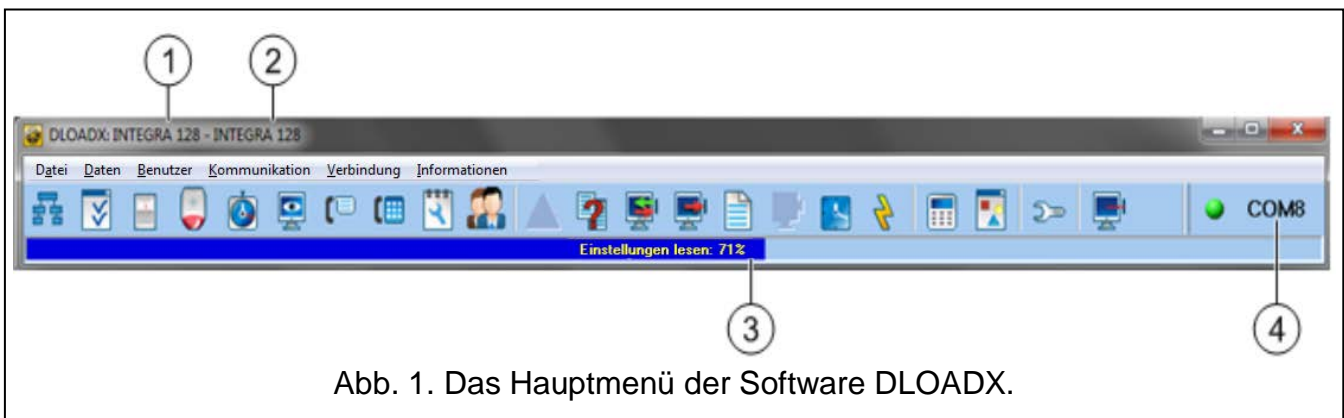 1 2
DLOADX: INTEGRA 128 - INTEGRA 128
Datei Daten Benutzer Kommunikation Verbindung Informationen
COM8
Einstellungen lesen: 71%
3 4
Abb. 1. Das Hauptmenü der Software DLOADX.